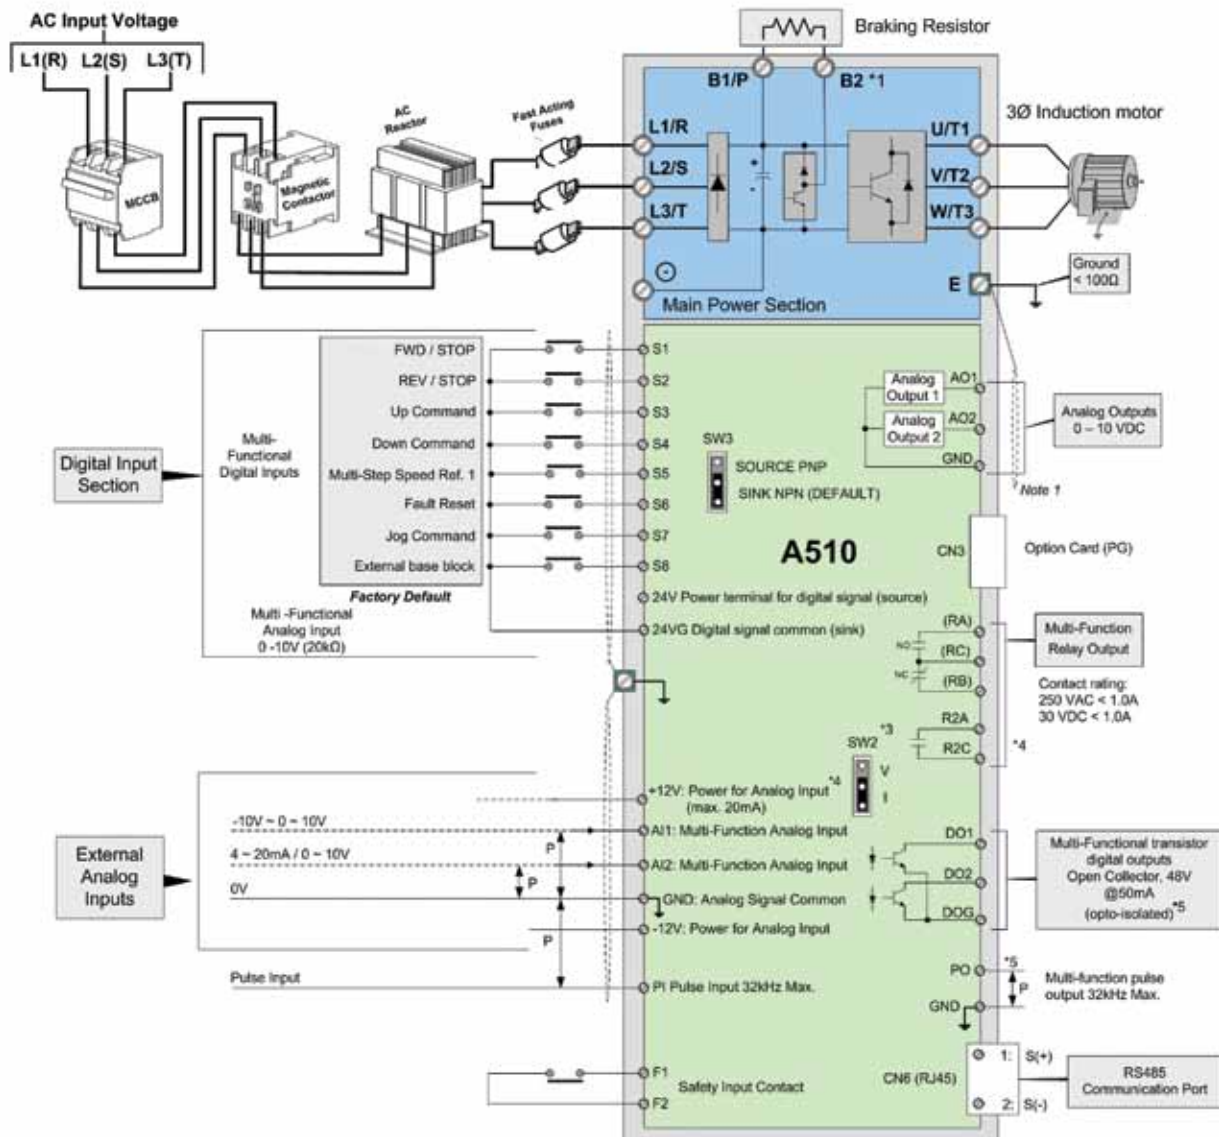 AC Input Voltage
L1(R) L2(S) L3(T)
MCCB
Magnetic
Contactor
AC
Reactor
Fast Acting
Fuses
Braking Resistor
B1/P
B2 *1
L1/R
L2/S
L3/T
+
-
U/T1
V/T2
W/T3
3Ø Induction motor
Ground
< 100Ω
E
Main Power Section
Digital Input
Section
Multi-
Functional
Digital Inputs
FWD / STOP
REV / STOP
Up Command
Down Command
Multi-Step Speed Ref. 1
Fault Reset
Jog Command
External base block
Factory Default
Multi -Functional
Analog Input
0 -10V (20kΩ)
S1
S2
S3
S4
S5
S6
S7
S8
24V Power terminal for digital signal (source)
24VG Digital signal common (sink)
SW3
SOURCE PNP
SINK NPN (DEFAULT)
A510
Analog
Output 1
AO1
Analog
Output 2
AO2
GND
Analog Outputs
0 – 10 VDC
Note 1
CN3
Option Card (PG)
(RA)
NO
(RC)
NC
(RB)
Multi-Function
Relay Output
Contact rating:
250 VAC < 1.0A
30 VDC < 1.0A
R2A
*3
R2C
*4
SW2
V
I
*4
External
Analog
Inputs
+12V: Power for Analog Input
(max. 20mA)
-10V ~ 0 ~ 10V
AI1: Multi-Function Analog Input
P
4 ~ 20mA / 0 ~ 10V
AI2: Multi-Function Analog Input
P
0V
GND: Analog Signal Common
P
-12V: Power for Analog Input
Pulse Input
PI Pulse Input 32kHz Max.
DO1
DO2
DOG
Multi-Functional transistor
digital outputs
Open Collector, 48V
@50mA
(opto-isolated) *5
PO
*5
P
GND
Multi-function pulse
output 32kHz Max.
F1
F2
Safety Input Contact
CN6 (RJ45)
1: S(+)
2: S(-)
RS485
Communication Port